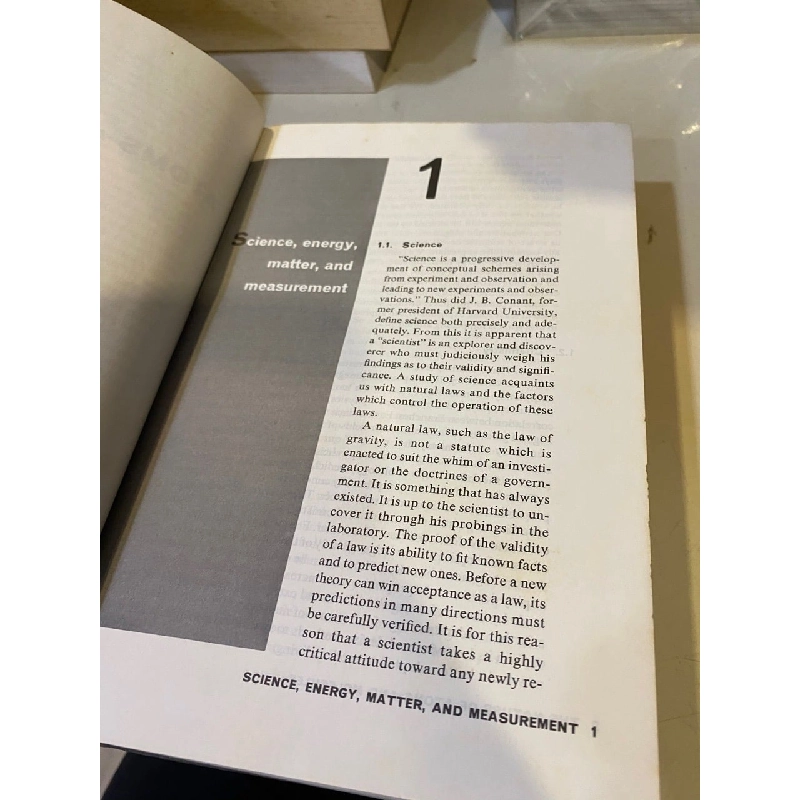 1
Science, energy,
matter, and
measurement
1.1. Science
"Science is a progressive develop-
ment of conceptual schemes arising
from experiment and observation and
leading to new experiments and obser-
vations." Thus did J. B. Conant, for-
mer president of Harvard University,
define science both precisely and ade-
quately. From this it is apparent that
a "scientist" is an explorer and discov-
erer who must judiciously weigh his
findings as to their validity and signifi-
cance. A study of science acquaints
us with natural laws and the factors
which control the operation of these
laws.
A natural law, such as the law of
gravity, is not a statute which is
enacted to suit the whim of an investi-
gator or the doctrines of a govern-
ment. It is something that has always
existed. It is up to the scientist to un-
cover it through his probings in the
laboratory. The proof of the validity
of a law is its ability to fit known facts
and to predict new ones. Before a new
theory can win acceptance as a law, its
predictions in many directions must
be carefully verified. It is for this rea-
son that a scientist takes a highly
critical attitude toward any newly re-
SCIENCE, ENERGY, MATTER, AND MEASUREMENT 1